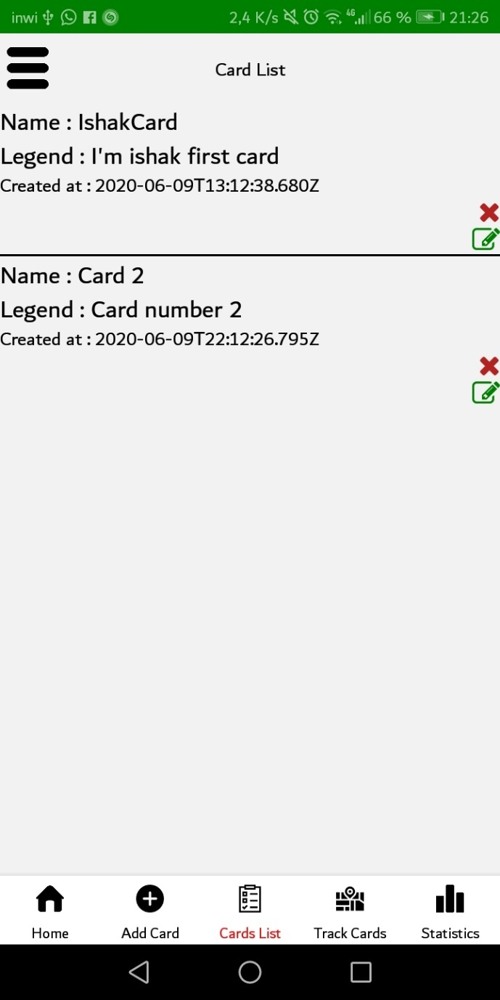 inwi 2,4 K/s 4G 66 % 21:26
Card List
Name : IshakCard
Legend : I'm ishak first card
Created at : 2020-06-09T13:12:38.680Z
Name : Card 2
Legend : Card number 2
Created at : 2020-06-09T22:12:26.795Z
Home Add Card Cards List Track Cards Statistics